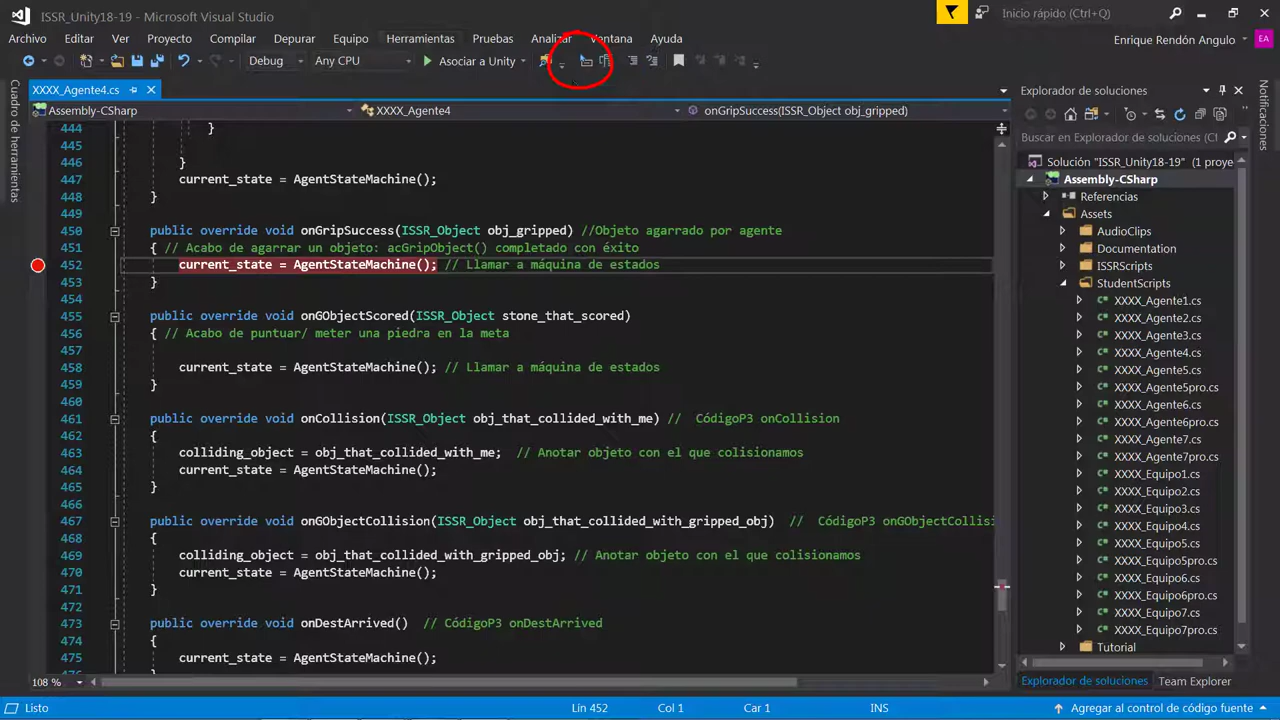 ISSR_Unity18-19 - Microsoft Visual Studio
Inicio rápido (Ctrl+Q)
Archivo Editar Ver Proyecto Compilar Depurar Equipo Herramientas Pruebas Analizar Ventana Ayuda
Enrique Rendón Angulo EA
Debug Any CPU Asociar a Unity
XXXX_Agente4.cs
Assembly-CSharp XXXX_Agente4 onGripSuccess(ISSR_Object obj_gripped)
Cuadro de herramientas
444 }
445
446 }
447 current_state = AgentStateMachine();
448 }
449
450 public override void onGripSuccess(ISSR_Object obj_gripped) //Objeto agarrado por agente
451 { // Acabo de agarrar un objeto: acGripObject() completado con éxito
452 current_state = AgentStateMachine(); // Llamar a máquina de estados
453 }
454
455 public override void onGObjectScored(ISSR_Object stone_that_scored)
456 { // Acabo de puntuar/ meter una piedra en la meta
457
458 current_state = AgentStateMachine(); // Llamar a máquina de estados
459 }
460
461 public override void onCollision(ISSR_Object obj_that_collided_with_me) // CódigoP3 onCollision
462 {
463 colliding_object = obj_that_collided_with_me; // Anotar objeto con el que colisionamos
464 current_state = AgentStateMachine();
465 }
466
467 public override void onGObjectCollision(ISSR_Object obj_that_collided_with_gripped_obj) // CódigoP3 onGObjectCollisi
468 {
469 colliding_object = obj_that_collided_with_gripped_obj; // Anotar objeto con el que colisionamos
470 current_state = AgentStateMachine();
471 }
472
473 public override void onDestArrived() // CódigoP3 onDestArrived
474 {
475 current_state = AgentStateMachine();
476 }
108 %
Explorador de soluciones
Buscar en Explorador de soluciones (Ct
Solución "ISSR_Unity18-19" (1 proye
Assembly-CSharp
Referencias
Assets
AudioClips
Documentation
ISSRScripts
StudentScripts
XXXX_Agente1.cs
XXXX_Agente2.cs
XXXX_Agente3.cs
XXXX_Agente4.cs
XXXX_Agente5.cs
XXXX_Agente5pro.cs
XXXX_Agente6.cs
XXXX_Agente6pro.cs
XXXX_Agente7.cs
XXXX_Agente7pro.cs
XXXX_Equipo1.cs
XXXX_Equipo2.cs
XXXX_Equipo3.cs
XXXX_Equipo4.cs
XXXX_Equipo5.cs
XXXX_Equipo5pro.cs
XXXX_Equipo6.cs
XXXX_Equipo6pro.cs
XXXX_Equipo7.cs
XXXX_Equipo7pro.cs
Tutorial
Explorador de soluciones Team Explorer
Notificaciones
Listo Lín 452 Col 1 Car 1 INS Agregar al control de código fuente